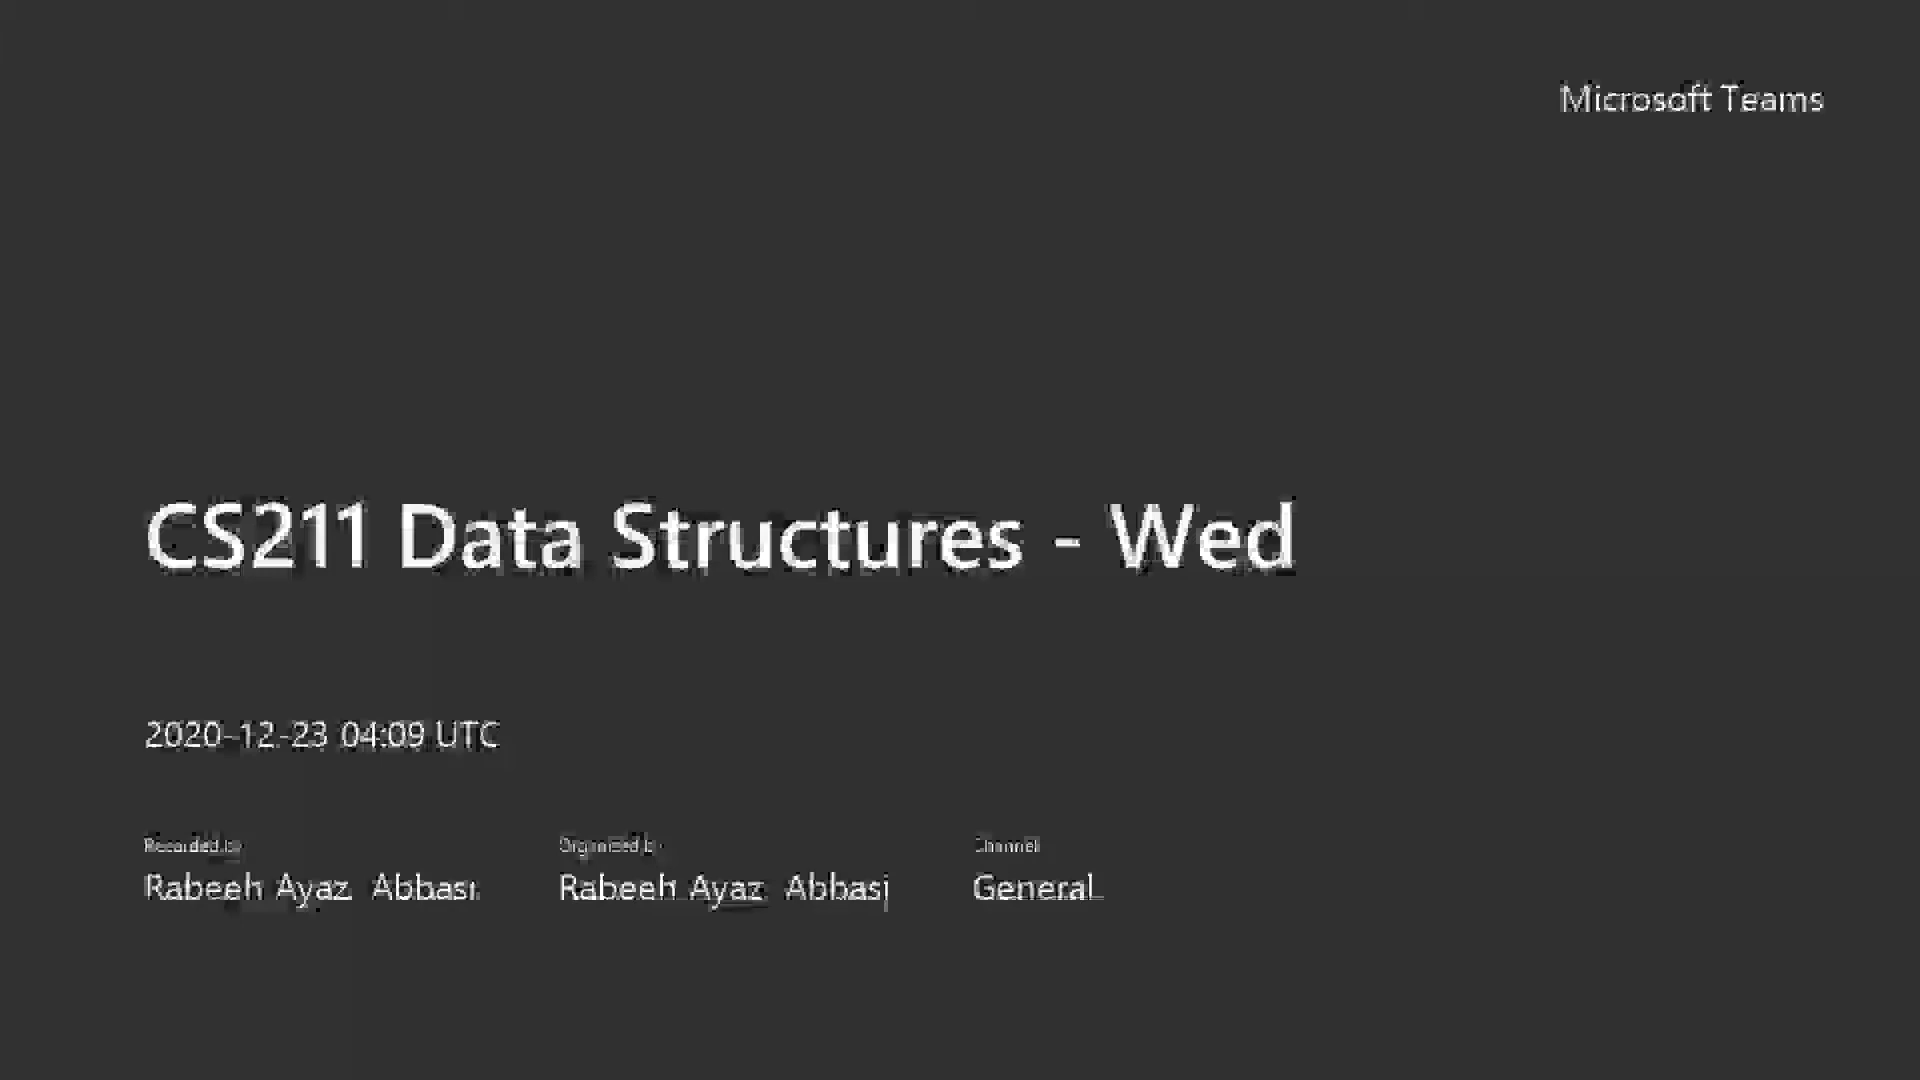 Microsoft Teams
CS211 Data Structures - Wed
2020-12-23 04:09 UTC
Recorded by Organized by Channel
Rabeeh Ayaz Abbasi Rabeeh Ayaz Abbasi General